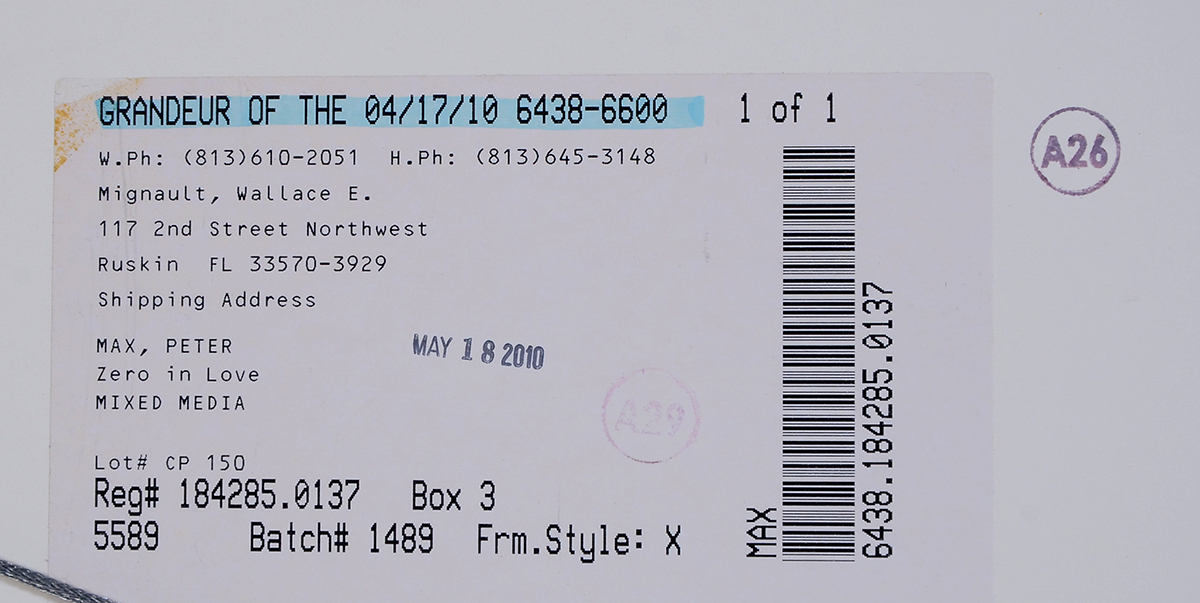 GRANDEUR OF THE 04/17/10 6438-6600 1 of 1
W.Ph: (813)610-2051 H.Ph: (813)645-3148
Mignault, Wallace E.
117 2nd Street Northwest
Ruskin FL 33570-3929
Shipping Address
MAX, PETER
Zero in Love
MIXED MEDIA
MAY 18 2010
A29
Lot# CP 150
Reg# 184285.0137 Box 3
5589 Batch# 1489 Frm.Style: X
MAX
6438.184285.0137
A26